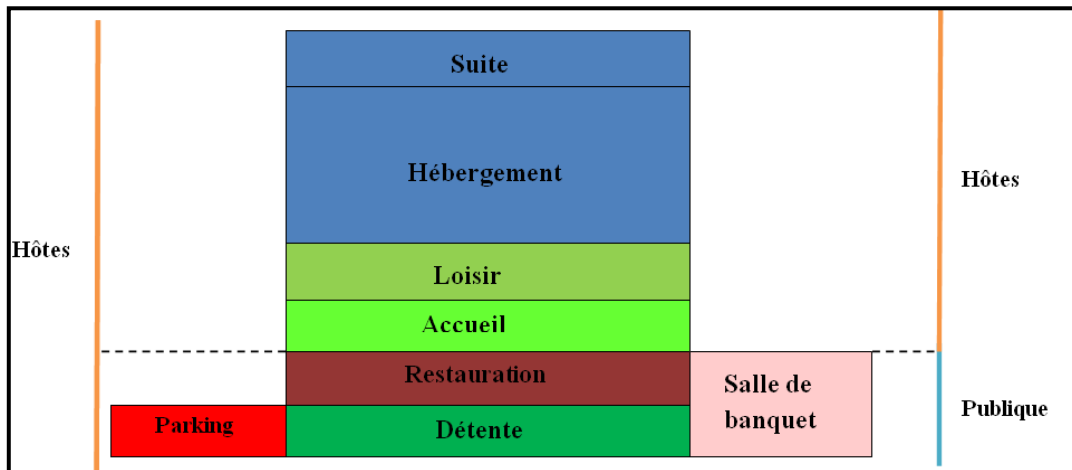 Suite
Hébergement
Hôtes
Hôtes
Loisir
Accueil
Restauration
Salle de
banquet
Parking
Détente
Publique